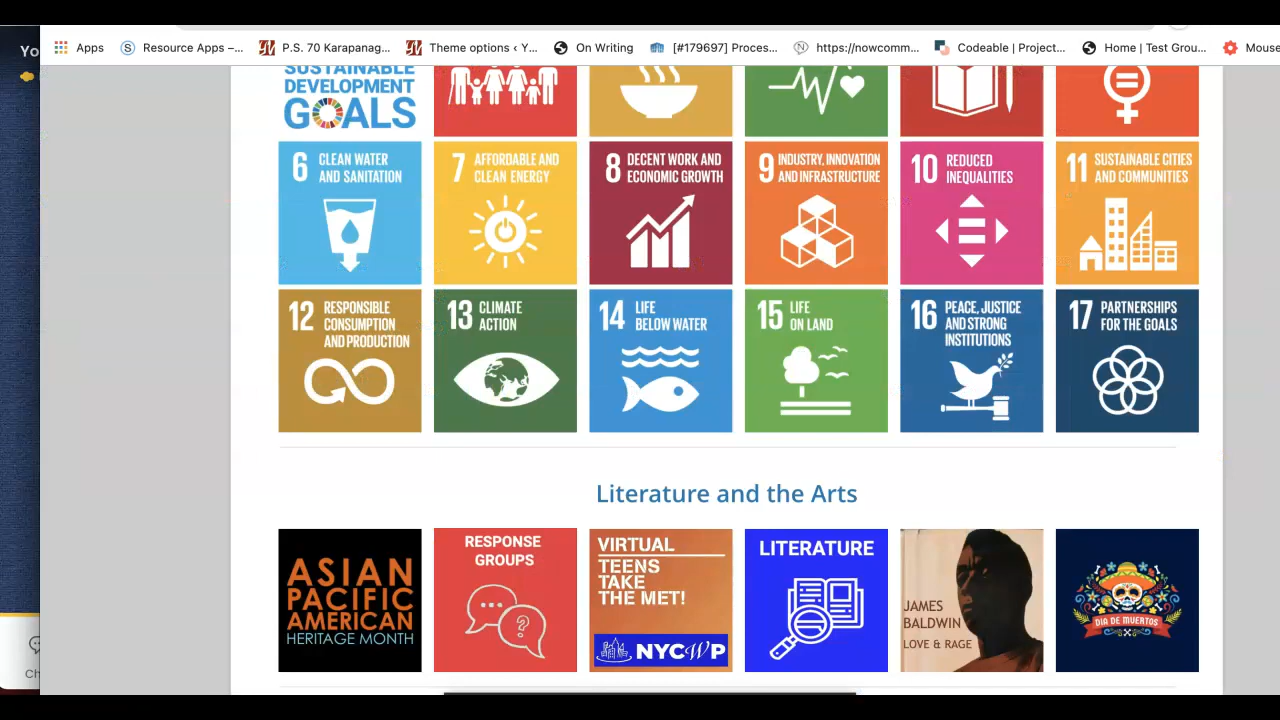 Yo
Apps
Resource Apps –...
P.S. 70 Karapanag...
Theme options ‹ Y...
On Writing
[#179697] Proces...
https://nowcomm...
Codeable | Project...
Home | Test Grou...
Mouse
SUSTAINABLE
DEVELOPMENT
GOALS
6 CLEAN WATER
AND SANITATION
7 AFFORDABLE AND
CLEAN ENERGY
8 DECENT WORK AND
ECONOMIC GROWTH
9 INDUSTRY, INNOVATION
AND INFRASTRUCTURE
10 REDUCED
INEQUALITIES
11 SUSTAINABLE CITIES
AND COMMUNITIES
12 RESPONSIBLE
CONSUMPTION
AND PRODUCTION
13 CLIMATE
ACTION
14 LIFE
BELOW WATER
15 LIFE
ON LAND
16 PEACE, JUSTICE
AND STRONG
INSTITUTIONS
17 PARTNERSHIPS
FOR THE GOALS
Literature and the Arts
ASIAN
PACIFIC
AMERICAN
HERITAGE MONTH
RESPONSE
GROUPS
?
VIRTUAL
TEENS
TAKE
THE MET!
NYCWP
LITERATURE
JAMES
BALDWIN
LOVE & RAGE
DIA DE MUERTOS
Ch